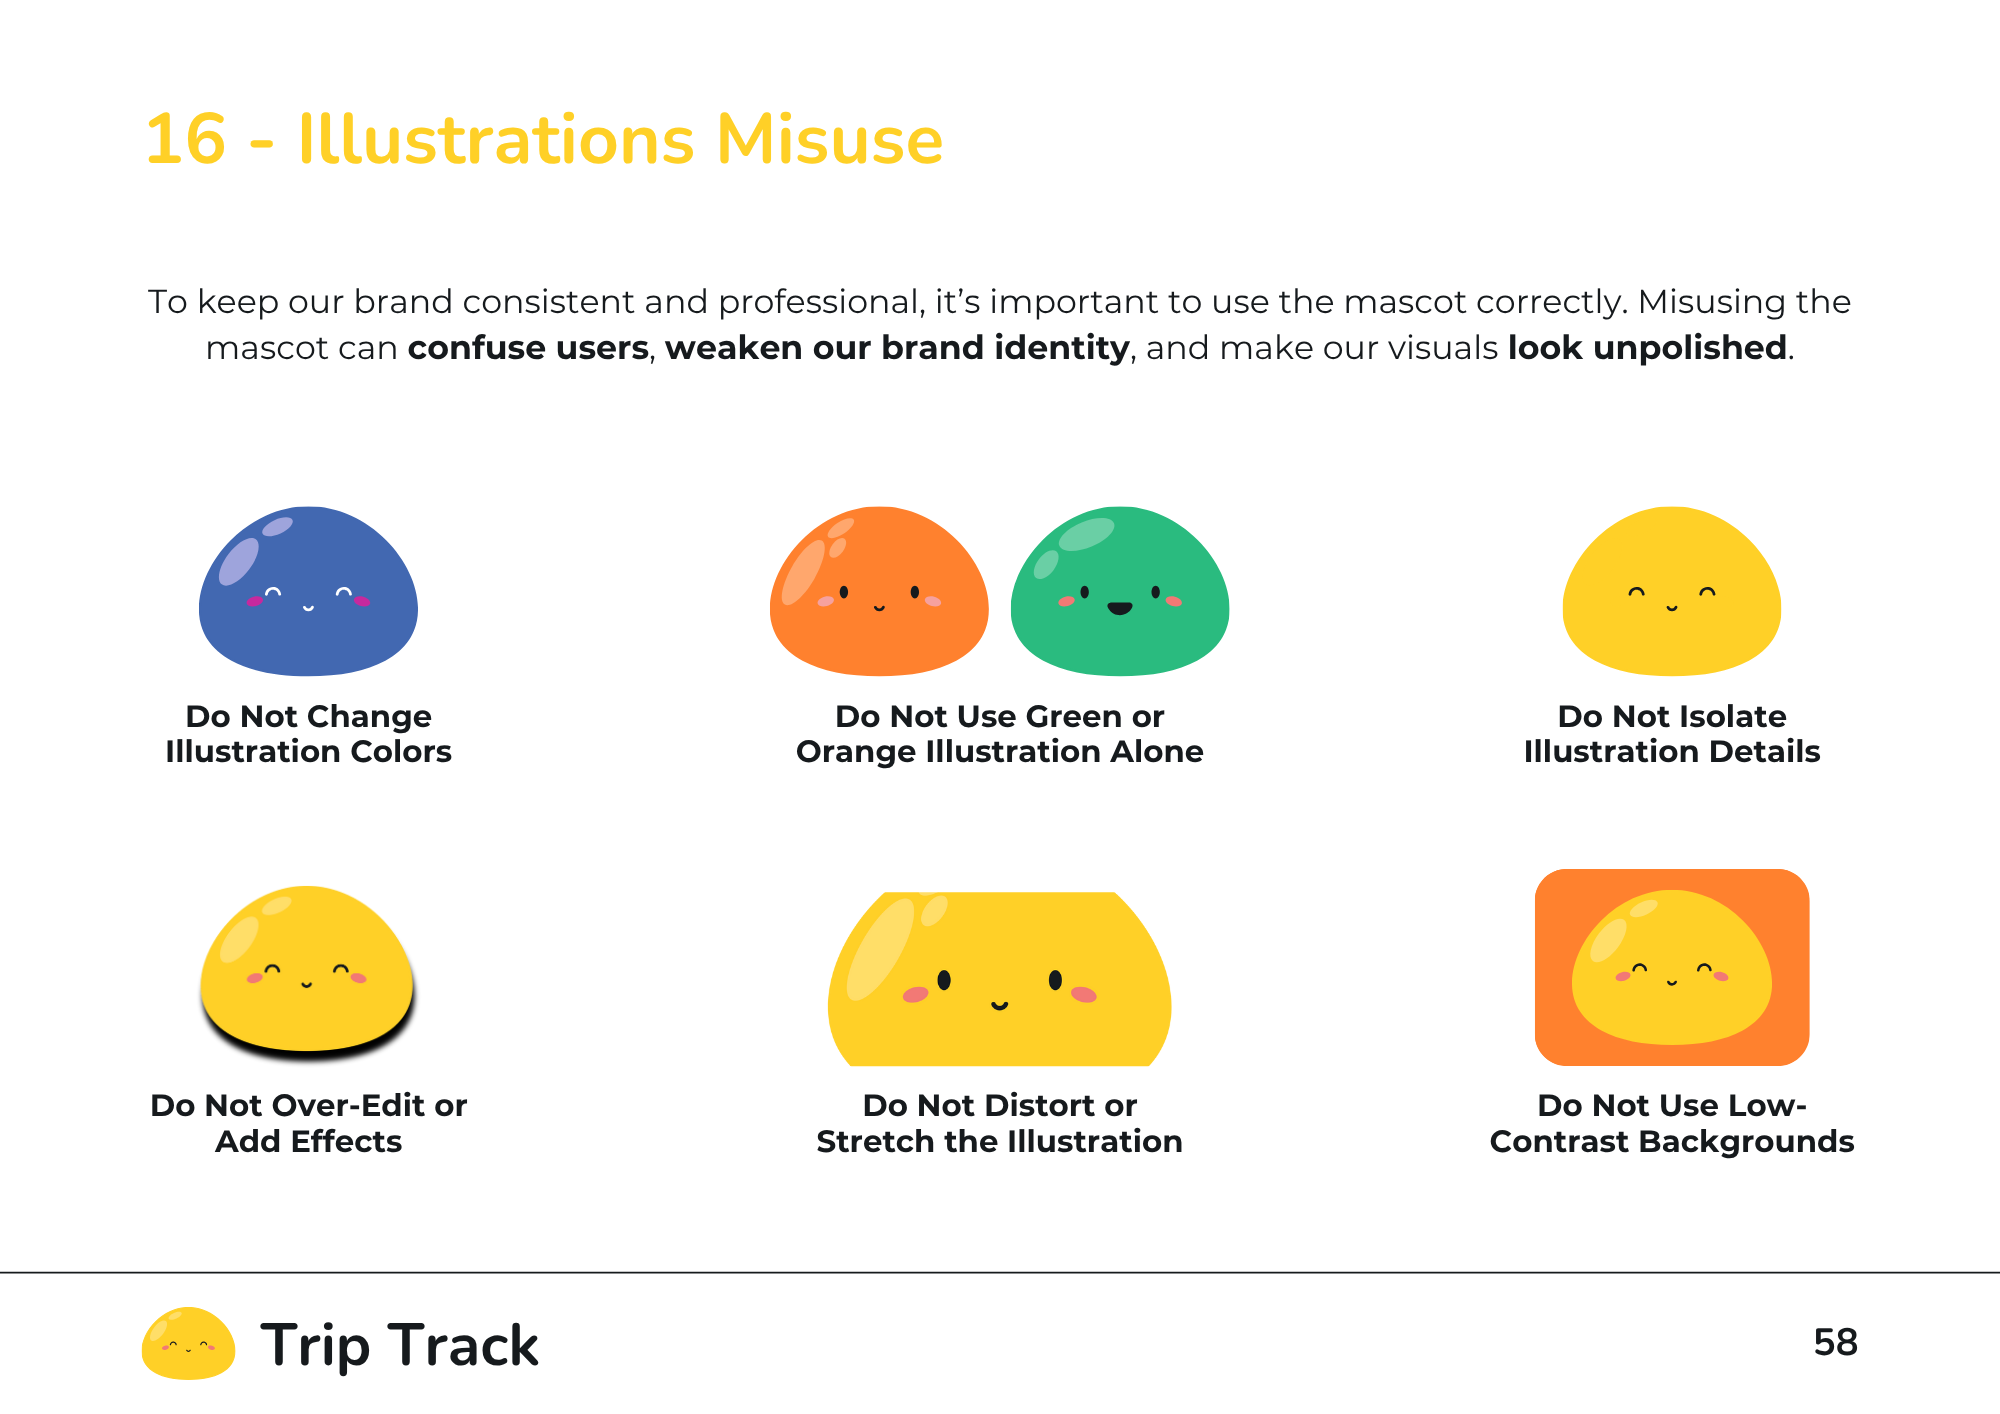 16 - Illustrations Misuse
To keep our brand consistent and professional, it’s important to use the mascot correctly. Misusing the
mascot can confuse users, weaken our brand identity, and make our visuals look unpolished.
Do Not Change
Illustration Colors
Do Not Use Green or
Orange Illustration Alone
Do Not Isolate
Illustration Details
Do Not Over-Edit or
Add Effects
Do Not Distort or
Stretch the Illustration
Do Not Use Low-
Contrast Backgrounds
Trip Track
58